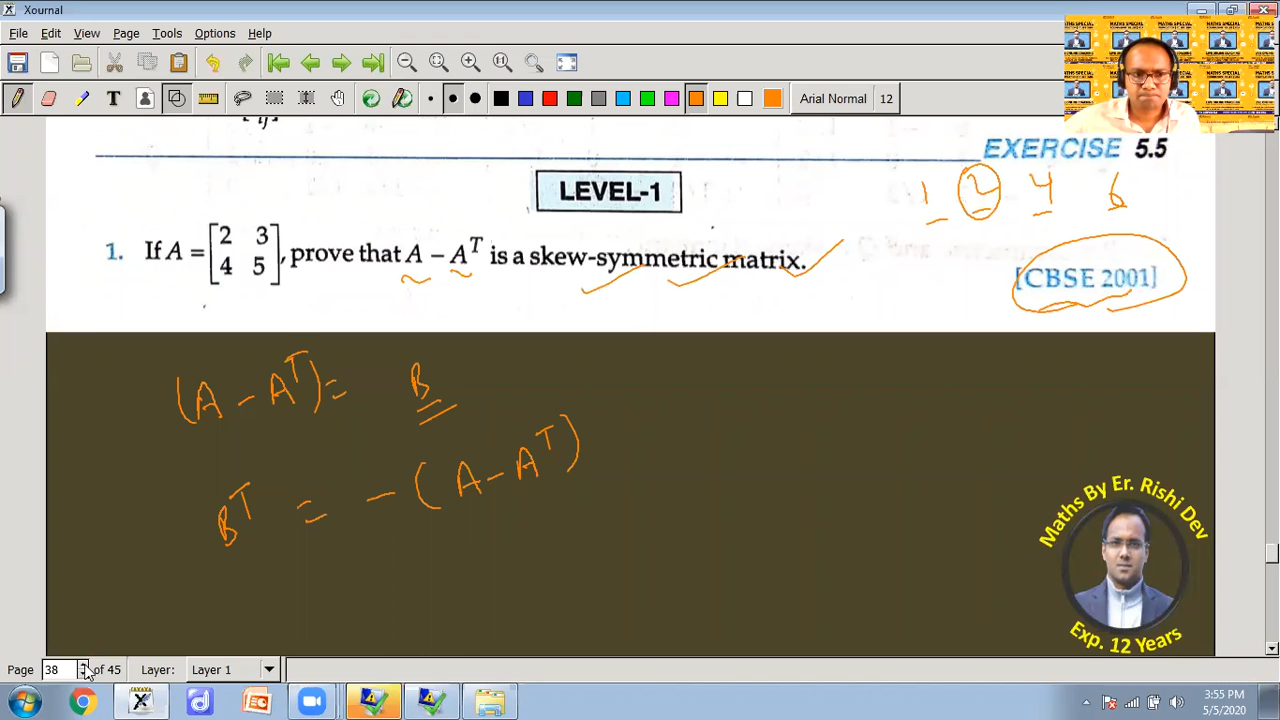 Xournal
File Edit View Page Tools Options Help
Arial Normal 12
ij
EXERCISE 5.5
LEVEL-1
1 2 4 6
1. If A = [2 3
4 5], prove that A – A^T is a skew-symmetric matrix.
[CBSE 2001]
(A – A^T) = B
B^T = – (A – A^T)
Maths By Er. Rishi Dev
Exp. 12 Years
Page 38 of 45 Layer: Layer 1
3:55 PM
5/5/2020